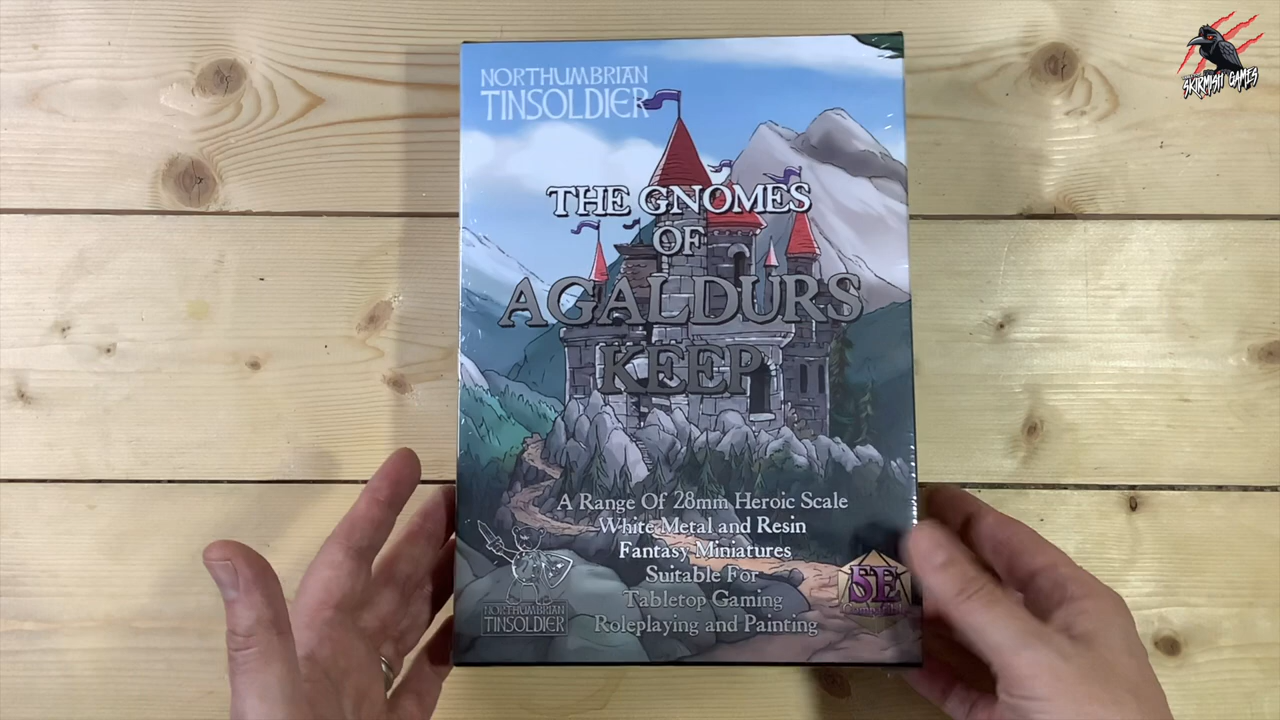 SKIRMISH GAMES
NORTHUMBRIAN
TINSOLDIER
THE GNOMES
OF
AGALDURS
KEEP
A Range Of 28mm Heroic Scale
White Metal and Resin
Fantasy Miniatures
Suitable For
Tabletop Gaming
Roleplaying and Painting
NORTHUMBRIAN
TINSOLDIER
5E